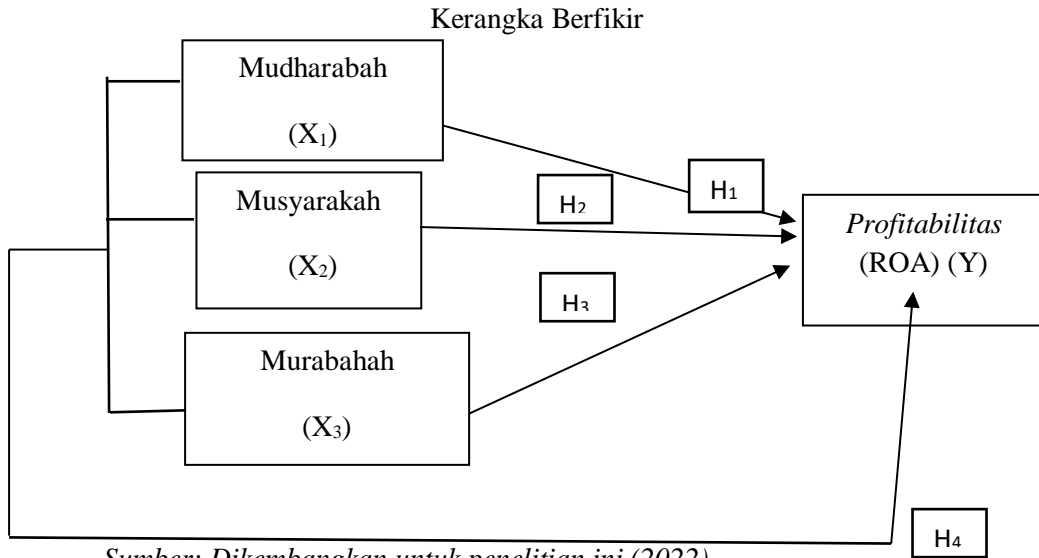 Kerangka Berfikir
Mudharabah
(X₁)
Musyarakah
(X₂)
Murabahah
(X₃)
H₁
H₂
H₃
Profitabilitas
(ROA) (Y)
H₄
Sumber: Dikembangkan untuk penelitian ini (2022)